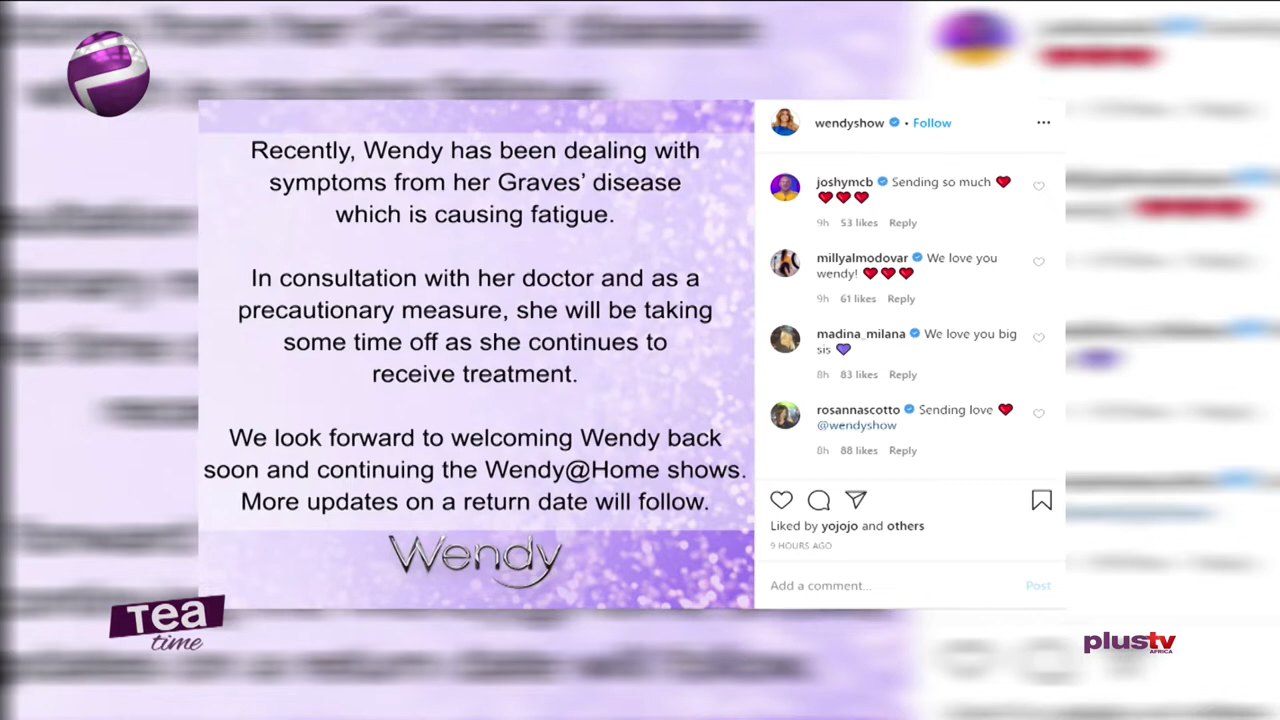 Recently, Wendy has been dealing with
symptoms from her Graves' disease
which is causing fatigue.
In consultation with her doctor and as a
precautionary measure, she will be taking
some time off as she continues to
receive treatment.
We look forward to welcoming Wendy back
soon and continuing the Wendy@Home shows.
More updates on a return date will follow.
Wendy
wendyshow • Follow
joshymcb Sending so much ❤️
❤️❤️❤️
9h 53 likes Reply
millyalmodovar We love you
wendy! ❤️❤️❤️
9h 61 likes Reply
madina_milana We love you big
sis 💜
8h 83 likes Reply
rosannascotto Sending love ❤️
@wendyshow
8h 88 likes Reply
Liked by yojojo and others
9 HOURS AGO
Add a comment... Post
Tea
time
plustv
AFRICA